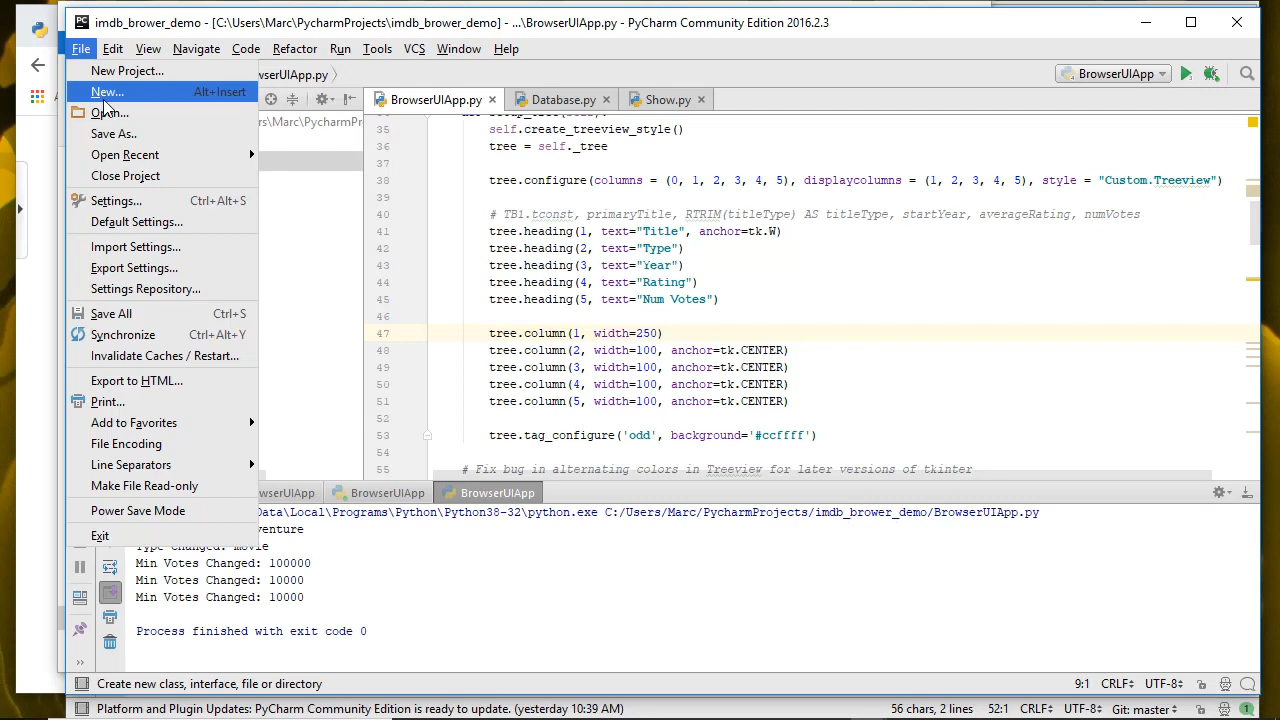 imdb_brower_demo - [C:\Users\Marc\PycharmProjects\imdb_brower_demo] - ...\BrowserUIApp.py - PyCharm Community Edition 2016.2.3
File Edit View Navigate Code Refactor Run Tools VCS Window Help
New Project...
wserUIApp.py
BrowserUIApp
New... Alt+Insert
BrowserUIApp.py Database.py Show.py
rs\Marc\PycharmPr
Save As..
Open Recent
Close Project
Settings... Ctrl+Alt+S
Default Settings...
Import Settings...
Export Settings...
Settings Repository...
Save All Ctrl+S
Synchronize Ctrl+Alt+Y
Invalidate Caches / Restart...
Export to HTML...
Print...
Add to Favorites
File Encoding
Line Separators
Make File Read-only
Power Save Mode
Exit
35 self.create_treeview_style()
36 tree = self._tree
37
38 tree.configure(columns = (0, 1, 2, 3, 4, 5), displaycolumns = (1, 2, 3, 4, 5), style = "Custom.Treeview")
39
40 # TB1.tconst, primaryTitle, RTRIM(titleType) AS titleType, startYear, averageRating, numVotes
41 tree.heading(1, text="Title", anchor=tk.W)
42 tree.heading(2, text="Type")
43 tree.heading(3, text="Year")
44 tree.heading(4, text="Rating")
45 tree.heading(5, text="Num Votes")
46
47 tree.column(1, width=250)
48 tree.column(2, width=100, anchor=tk.CENTER)
49 tree.column(3, width=100, anchor=tk.CENTER)
50 tree.column(4, width=100, anchor=tk.CENTER)
51 tree.column(5, width=100, anchor=tk.CENTER)
52
53 tree.tag_configure('odd', background='#ccffff')
54
55 # Fix bug in alternating colors in Treeview for later versions of tkinter
wserUIApp BrowserUIApp BrowserUIApp
Data\Local\Programs\Python\Python38-32\python.exe C:/Users/Marc/PycharmProjects/imdb_brower_demo/BrowserUIApp.py
venture
Type Changed: movie
Min Votes Changed: 100000
Min Votes Changed: 10000
Min Votes Changed: 10000
Process finished with exit code 0
Create new class, interface, file or directory 9:1 CRLF UTF-8
Platform and Plugin Updates: PyCharm Community Edition is ready to update. (yesterday 10:39 AM) 56 chars, 2 lines 52:1 CRLF UTF-8 Git: master 1